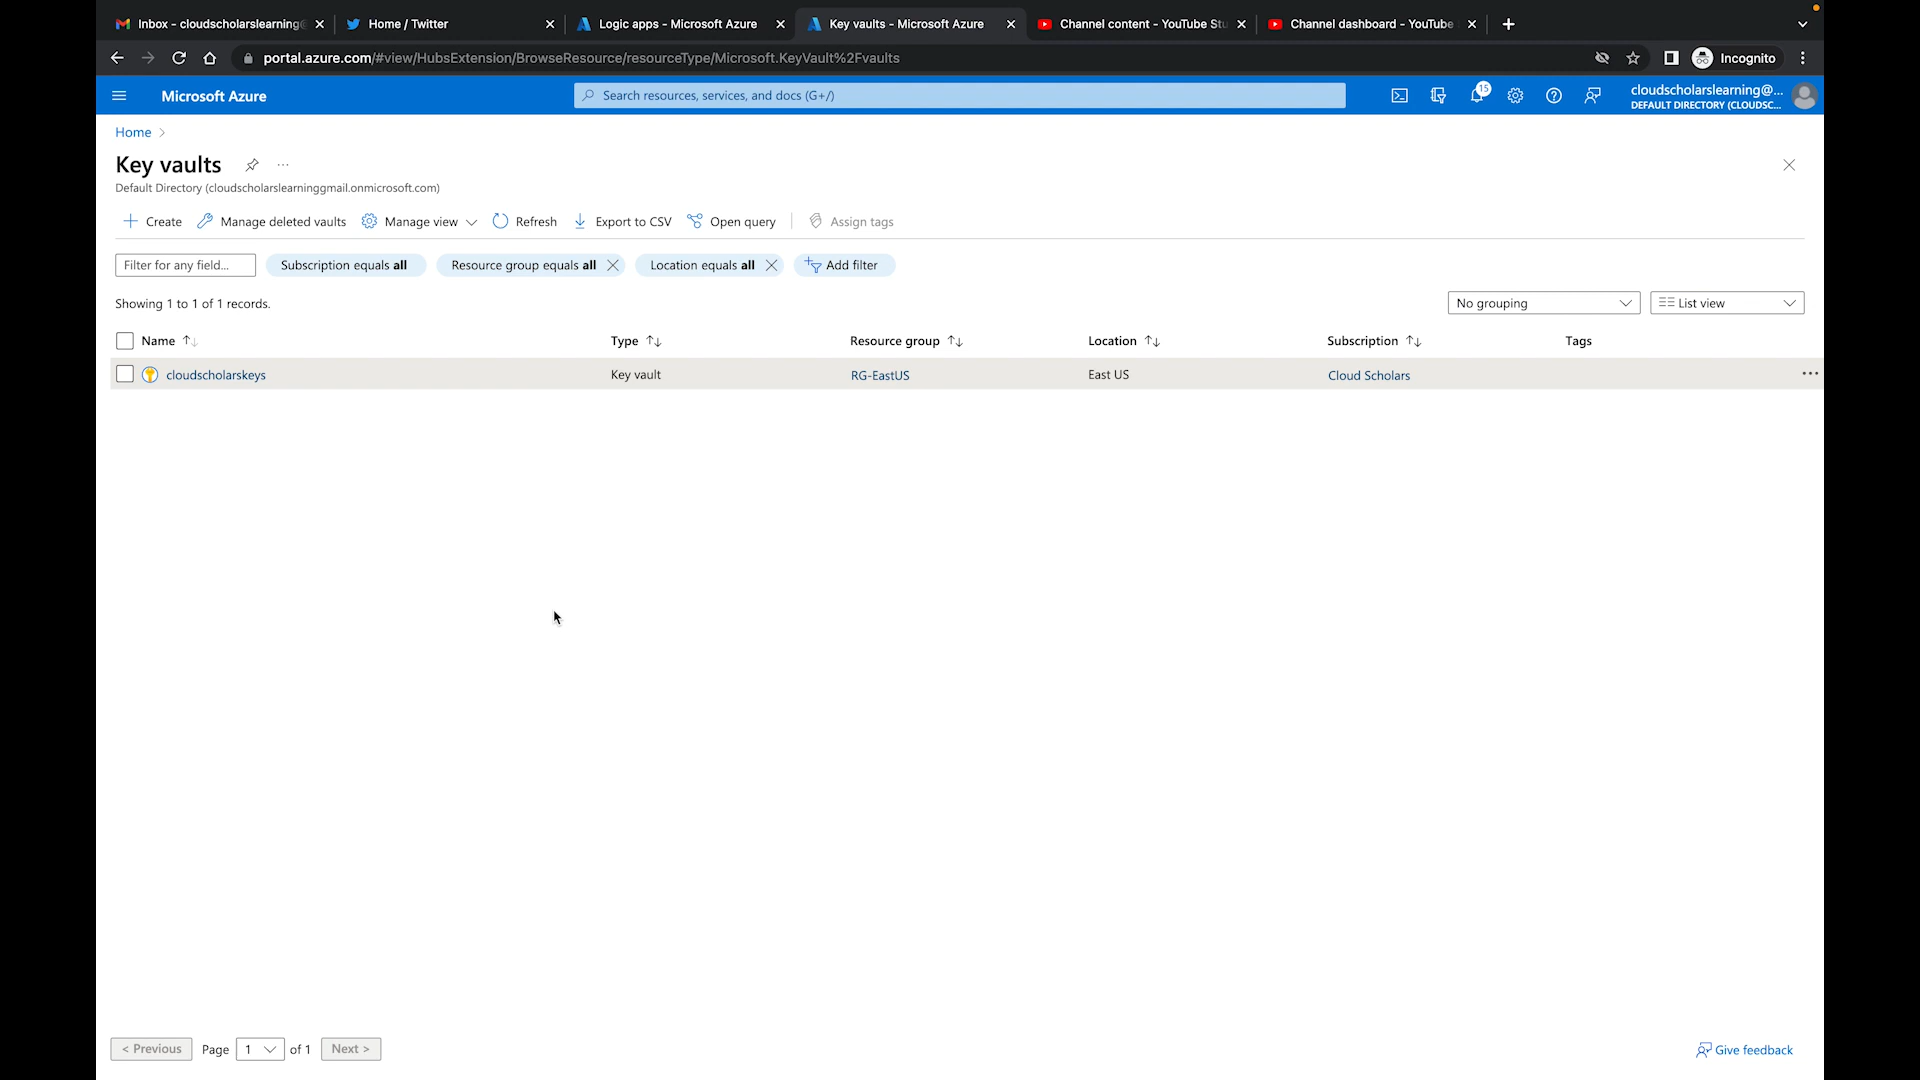 Inbox - cloudscholarslearning@
Home / Twitter
Logic apps - Microsoft Azure
Key vaults - Microsoft Azure
Channel content - YouTube Stu
Channel dashboard - YouTube
portal.azure.com/#view/HubsExtension/BrowseResource/resourceType/Microsoft.KeyVault%2Fvaults
Incognito
Microsoft Azure
Search resources, services, and docs (G+/)
15
cloudscholarslearning@...
DEFAULT DIRECTORY (CLOUDSC...
Home
Key vaults
...
Default Directory (cloudscholarslearninggmail.onmicrosoft.com)
Create
Manage deleted vaults
Manage view
Refresh
Export to CSV
Open query
Assign tags
Filter for any field...
Subscription equals all
Resource group equals all
Location equals all
Add filter
Showing 1 to 1 of 1 records.
No grouping
List view
Name
Type
Resource group
Location
Subscription
Tags
cloudscholarskeys
Key vault
RG-EastUS
East US
Cloud Scholars
...
< Previous
Page
1
of 1
Next >
Give feedback